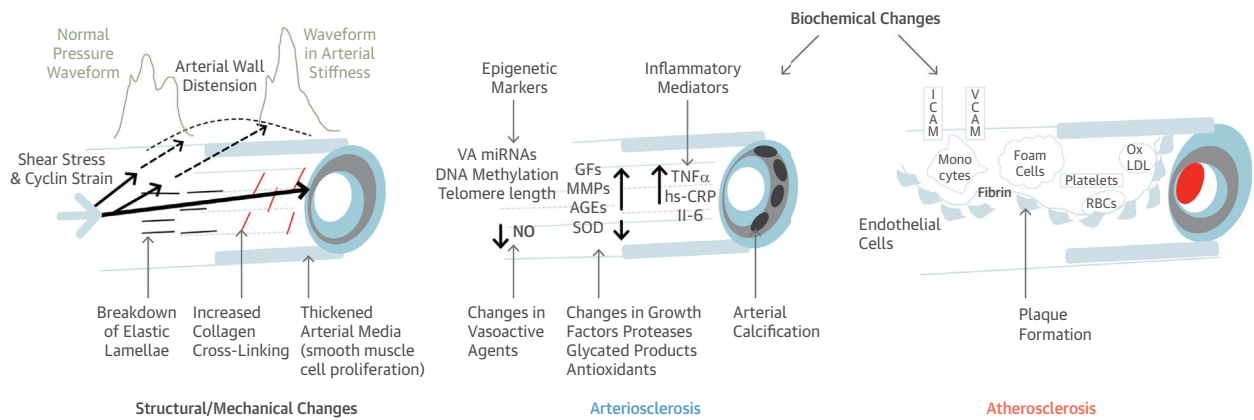 Biochemical Changes
Normal
Pressure
Waveform
Arterial Wall
Distension
Waveform
in Arterial
Stiffness
Shear Stress
& Cyclin Strain
Breakdown
of Elastic
Lamellae
Increased
Collagen
Cross-Linking
Thickened
Arterial Media
(smooth muscle
cell proliferation)
Structural/Mechanical Changes
Epigenetic
Markers
Inflammatory
Mediators
VA miRNAs
DNA Methylation
Telomere length
NO
GFs
MMPs
AGEs
SOD
TNFα
hs-CRP
II-6
Changes in
Vasoactive
Agents
Changes in Growth
Factors Proteases
Glycated Products
Antioxidants
Arterial
Calcification
Arteriosclerosis
ICAM
VCAM
Mono
cytes
Foam
Cells
Ox
LDL
Platelets
Fibrin
RBCs
Endothelial
Cells
Plaque
Formation
Atherosclerosis